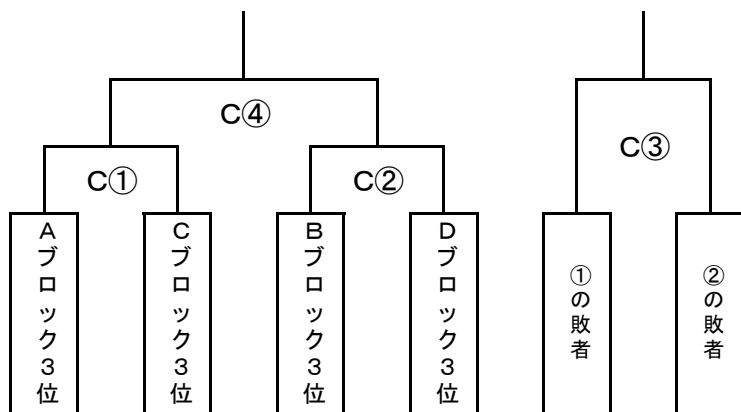 C④
C③
C①
C②
Aブロック3位
Cブロック3位
Bブロック3位
Dブロック3位
①の敗者
②の敗者